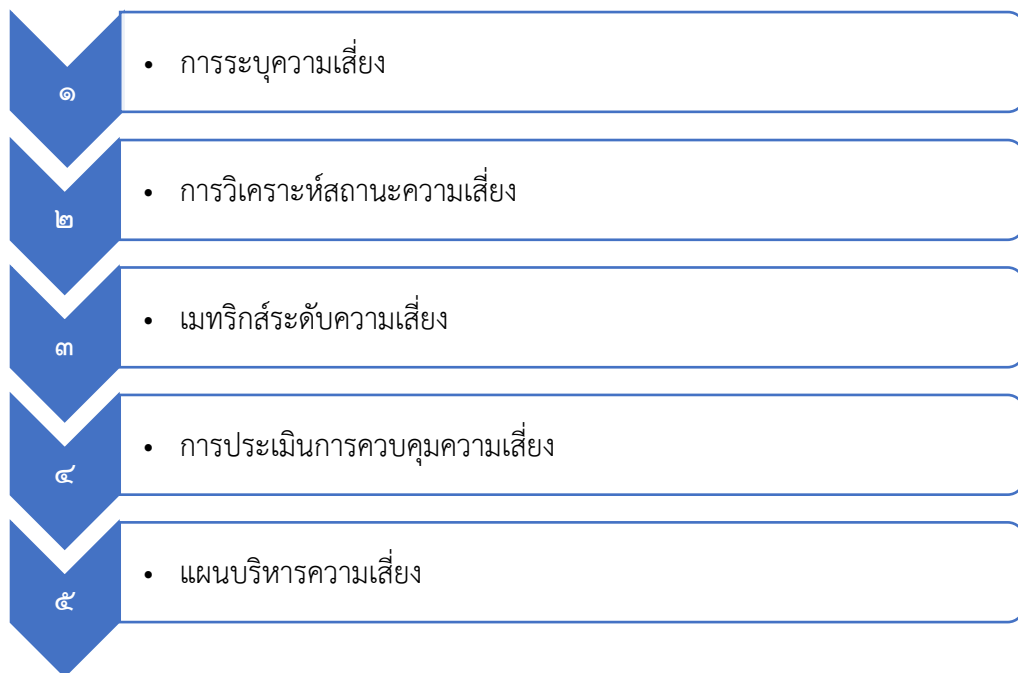 ๑
• การระบุความเสี่ยง
๒
• การวิเคราะห์สถานะความเสี่ยง
๓
• เมทริกส์ระดับความเสี่ยง
๔
• การประเมินการควบคุมความเสี่ยง
๕
• แผนบริหารความเสี่ยง